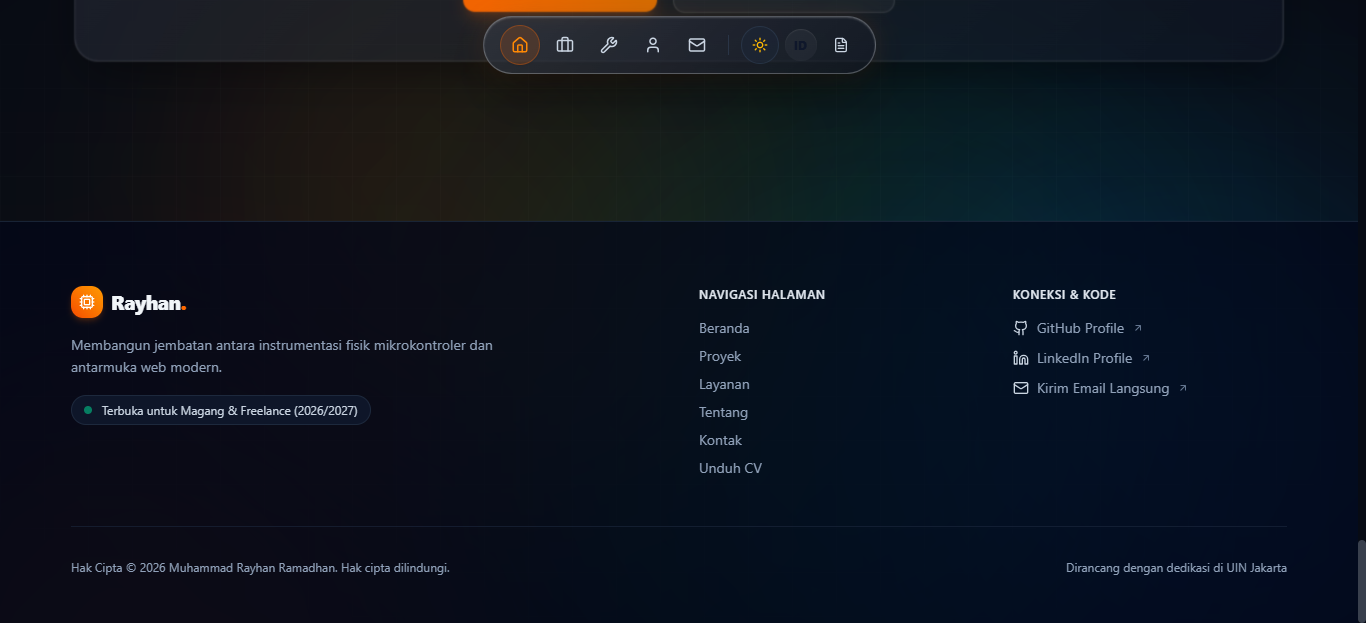 ID
Rayhan.
Membangun jembatan antara instrumentasi fisik mikrokontroler dan
antarmuka web modern.
Terbuka untuk Magang & Freelance (2026/2027)
NAVIGASI HALAMAN
Beranda
Proyek
Layanan
Tentang
Kontak
Unduh CV
KONEKSI & KODE
GitHub Profile
LinkedIn Profile
Kirim Email Langsung
Hak Cipta © 2026 Muhammad Rayhan Ramadhan. Hak cipta dilindungi.
Dirancang dengan dedikasi di UIN Jakarta